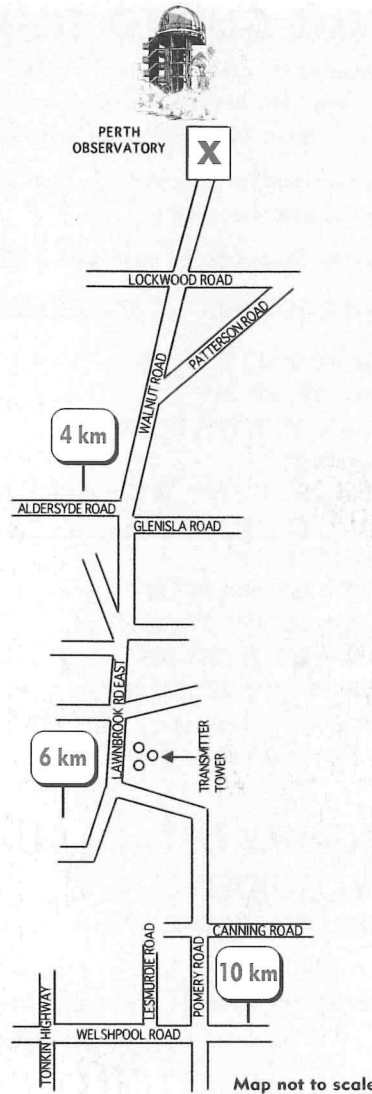 PERTH
OBSERVATORY
X
LOCKWOOD ROAD
PATTERSON ROAD
WALNUT ROAD
4 km
ALDERSYDE ROAD
GLENISLA ROAD
LAWNBROOK RD EAST
6 km
TRANSMITTER
TOWER
CANNING ROAD
LESMURDIE ROAD
POMERY ROAD
10 km
TONKIN HIGHWAY
WELSHPOOL ROAD
Map not to scale